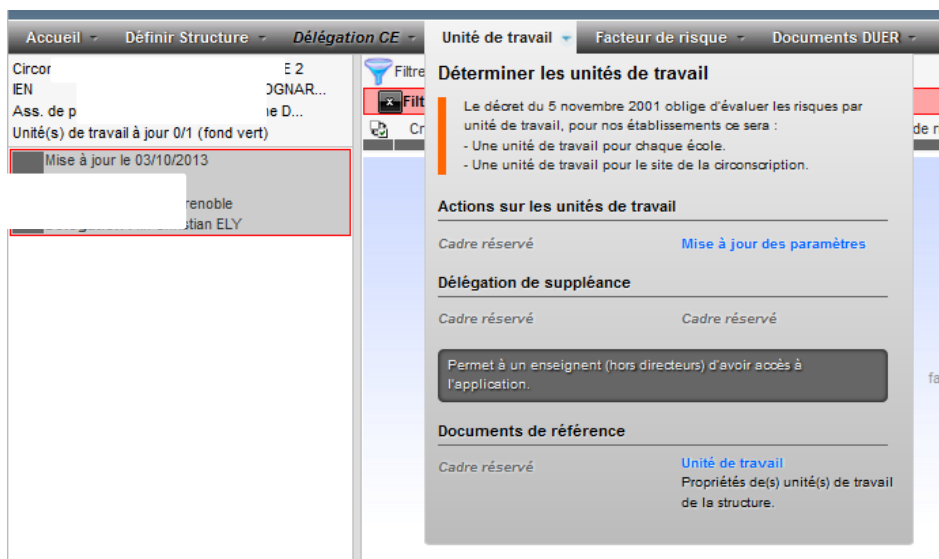 Accueil Définir Structure Délégation CE Unité de travail Facteur de risque Documents DUER
Circor E 2
IEN OGNAR...
Ass. de p ne D...
Unité(s) de travail à jour 0/1 (fond vert)
Mise à jour le 03/10/2013
renoble
stian ELY
Filtre
x Filt
Cr
Déterminer les unités de travail
Le décret du 5 novembre 2001 oblige d'évaluer les risques par
unité de travail, pour nos établissements ce sera :
- Une unité de travail pour chaque école.
- Une unité de travail pour le site de la circonscription.
Actions sur les unités de travail
Cadre réservé Mise à jour des paramètres
Délégation de suppléance
Cadre réservé Cadre réservé
Permet à un enseignent (hors directeurs) d'avoir accès à
l'application.
Documents de référence
Cadre réservé Unité de travail
Propriétés de(s) unité(s) de travail
de la structure.
de r
fa